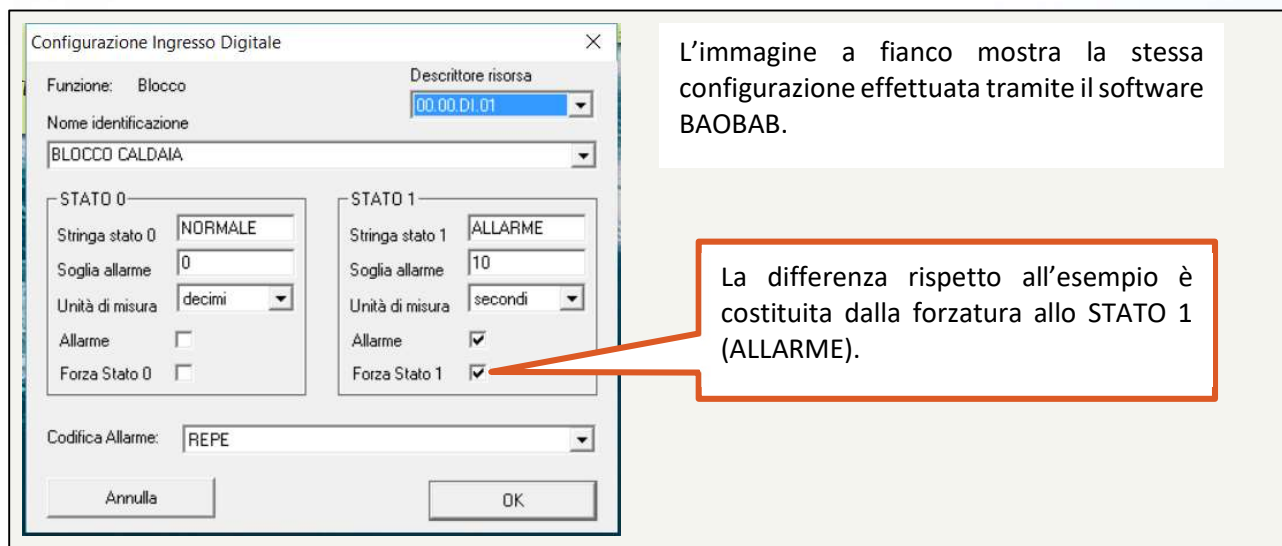 Configurazione Ingresso Digitale
Funzione: Blocco
Descrittore risorsa
00.00.DI.01
Nome identificazione
BLOCCO CALDAIA
STATO 0
Stringa stato 0 NORMALE
Soglia allarme 0
Unità di misura decimi
Allarme
Forza Stato 0
STATO 1
Stringa stato 1 ALLARME
Soglia allarme 10
Unità di misura secondi
Allarme
Forza Stato 1
Codifica Allarme: REPE
Annulla
OK
L'immagine a fianco mostra la stessa
configurazione effettuata tramite il software
BAOBAB.
La differenza rispetto all'esempio è
costituita dalla forzatura allo STATO 1
(ALLARME).